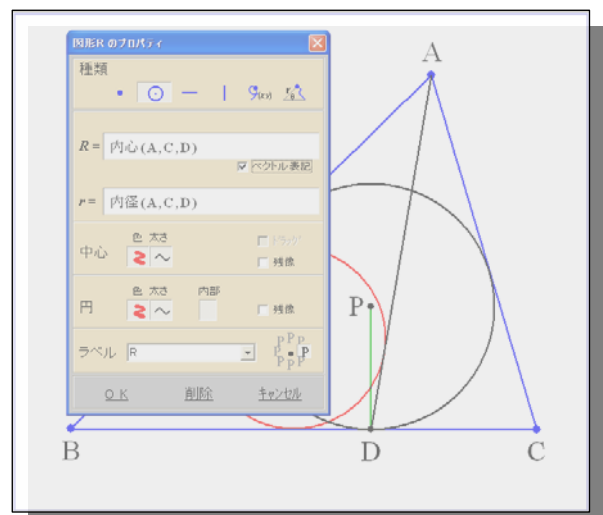 図形R のプロパティ
種類
R = 内心(A,C,D)
ベクトル表記
r = 内径(A,C,D)
中心 色 太さ ドラッグ
残像
円 色 太さ 内部 残像
ラベル R
P P P
P P
P P P
O K 削除 キャンセル
A
P
B D C